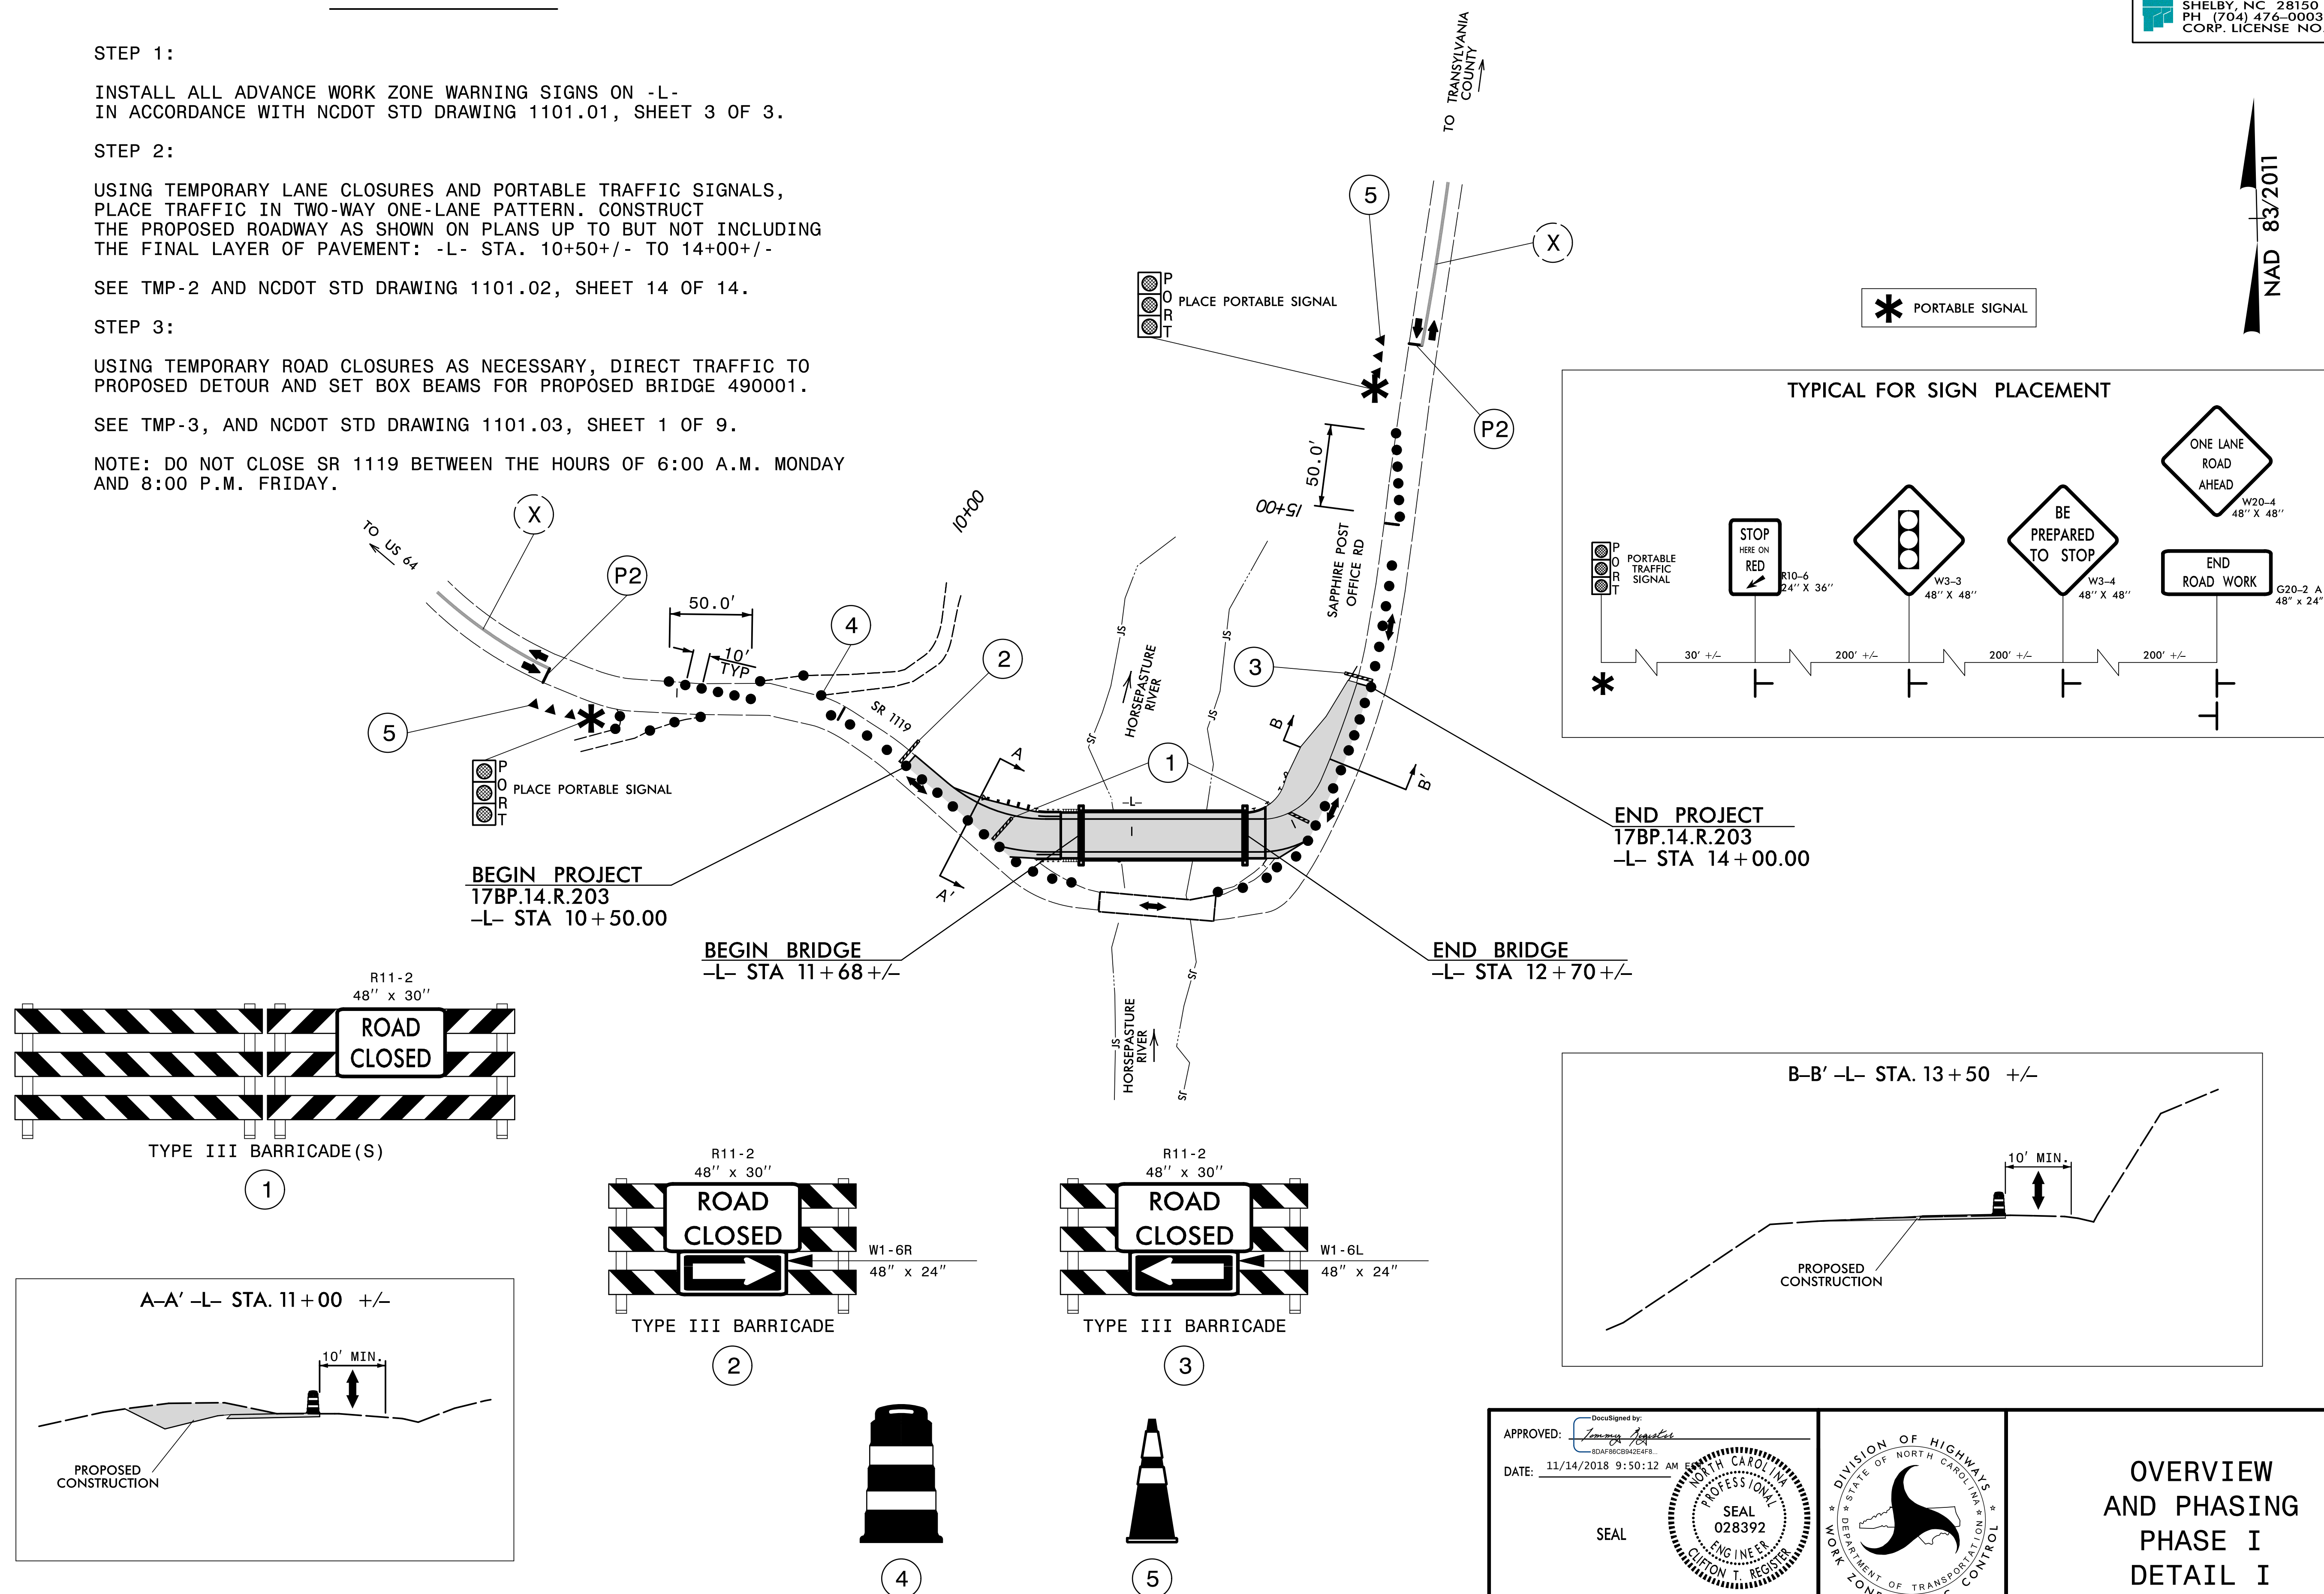 SHELBY, NC 28150
PH (704) 476–0003
CORP. LICENSE NO.
STEP 1:
INSTALL ALL ADVANCE WORK ZONE WARNING SIGNS ON -L-
IN ACCORDANCE WITH NCDOT STD DRAWING 1101.01, SHEET 3 OF 3.
STEP 2:
USING TEMPORARY LANE CLOSURES AND PORTABLE TRAFFIC SIGNALS,
PLACE TRAFFIC IN TWO-WAY ONE-LANE PATTERN. CONSTRUCT
THE PROPOSED ROADWAY AS SHOWN ON PLANS UP TO BUT NOT INCLUDING
THE FINAL LAYER OF PAVEMENT: -L- STA. 10+50+/- TO 14+00+/-
SEE TMP-2 AND NCDOT STD DRAWING 1101.02, SHEET 14 OF 14.
STEP 3:
USING TEMPORARY ROAD CLOSURES AS NECESSARY, DIRECT TRAFFIC TO
PROPOSED DETOUR AND SET BOX BEAMS FOR PROPOSED BRIDGE 490001.
SEE TMP-3, AND NCDOT STD DRAWING 1101.03, SHEET 1 OF 9.
NOTE: DO NOT CLOSE SR 1119 BETWEEN THE HOURS OF 6:00 A.M. MONDAY
AND 8:00 P.M. FRIDAY.
TO TRANSYLVANIA
COUNTY
NAD 83/2011
5
X
PORT
PLACE PORTABLE SIGNAL
P2
50.0'
15+00
SAPPHIRE POST
OFFICE RD
PORTABLE SIGNAL
TYPICAL FOR SIGN PLACEMENT
PORT
PORTABLE
TRAFFIC
SIGNAL
STOP
HERE ON
RED
R10–6
24'' X 36''
W3–3
48'' X 48''
BE
PREPARED
TO STOP
W3–4
48'' X 48''
ONE LANE
ROAD
AHEAD
W20–4
48'' X 48''
END
ROAD WORK
G20–2 A
48" x 24"
30' +/–
200' +/–
200' +/–
200' +/–
TO US 64
X
P2
50.0'
10'
TYP
4
10+00
2
SR 1119
5
PORT
PLACE PORTABLE SIGNAL
JS
JS
HORSEPASTURE
RIVER
JS
JS
3
1
A
A'
B
B'
–L–
BEGIN PROJECT
17BP.14.R.203
–L– STA 10+50.00
END PROJECT
17BP.14.R.203
–L– STA 14+00.00
BEGIN BRIDGE
–L– STA 11+68+/–
END BRIDGE
–L– STA 12+70+/–
JS
JS
HORSEPASTURE
RIVER
JS
R11-2
48'' x 30''
ROAD
CLOSED
TYPE III BARRICADE(S)
1
R11-2
48'' x 30''
ROAD
CLOSED
W1-6R
48" x 24"
TYPE III BARRICADE
2
R11-2
48'' x 30''
ROAD
CLOSED
W1-6L
48" x 24"
TYPE III BARRICADE
3
A–A' –L– STA. 11+00 +/–
10' MIN.
PROPOSED
CONSTRUCTION
B–B' –L– STA. 13+50 +/–
10' MIN.
PROPOSED
CONSTRUCTION
4
5
APPROVED:
DocuSigned by:
Tommy Register
8DAF86CB942E4F8...
DATE:
11/14/2018 9:50:12 AM
SEAL
NORTH CAROLINA
PROFESSIONAL
SEAL
028392
ENGINEER
CLIFTON T. REGISTER
DIVISION OF HIGHWAYS
STATE OF NORTH CAROLINA
DEPARTMENT OF TRANSPORTATION
WORK CONTROL
OVERVIEW
AND PHASING
PHASE I
DETAIL I